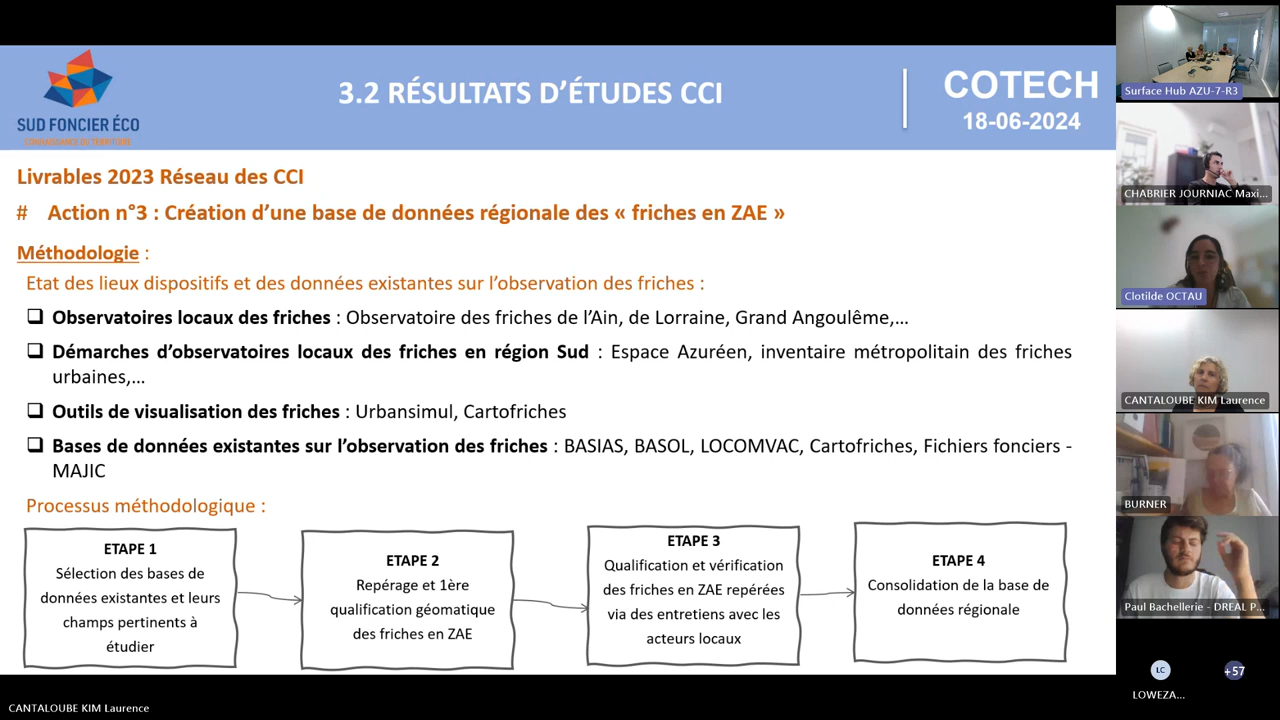 SUD FONCIER ÉCO
CONNAISSANCE DU TERRITOIRE
3.2 RÉSULTATS D'ÉTUDES CCI
COTECH
18-06-2024
Livrables 2023 Réseau des CCI
# Action n°3 : Création d'une base de données régionale des « friches en ZAE »
Méthodologie :
Etat des lieux dispositifs et des données existantes sur l'observation des friches :
❑ Observatoires locaux des friches : Observatoire des friches de l'Ain, de Lorraine, Grand Angoulême,...
❑ Démarches d'observatoires locaux des friches en région Sud : Espace Azuréen, inventaire métropolitain des friches
urbaines,...
❑ Outils de visualisation des friches : Urbansimul, Cartofriches
❑ Bases de données existantes sur l'observation des friches : BASIAS, BASOL, LOCOMVAC, Cartofriches, Fichiers fonciers -
MAJIC
Processus méthodologique :
ETAPE 1
Sélection des bases de
données existantes et leurs
champs pertinents à
étudier
ETAPE 2
Repérage et 1ère
qualification géomatique
des friches en ZAE
ETAPE 3
Qualification et vérification
des friches en ZAE repérées
via des entretiens avec les
acteurs locaux
ETAPE 4
Consolidation de la base de
données régionale
Surface Hub AZU-7-R3
CHABRIER JOURNIAC Maxi...
Clotilde OCTAU
CANTALOUBE KIM Laurence
BURNER
Paul Bachellerie - DREAL P...
LC
+57
LOWEZA...
CANTALOUBE KIM Laurence